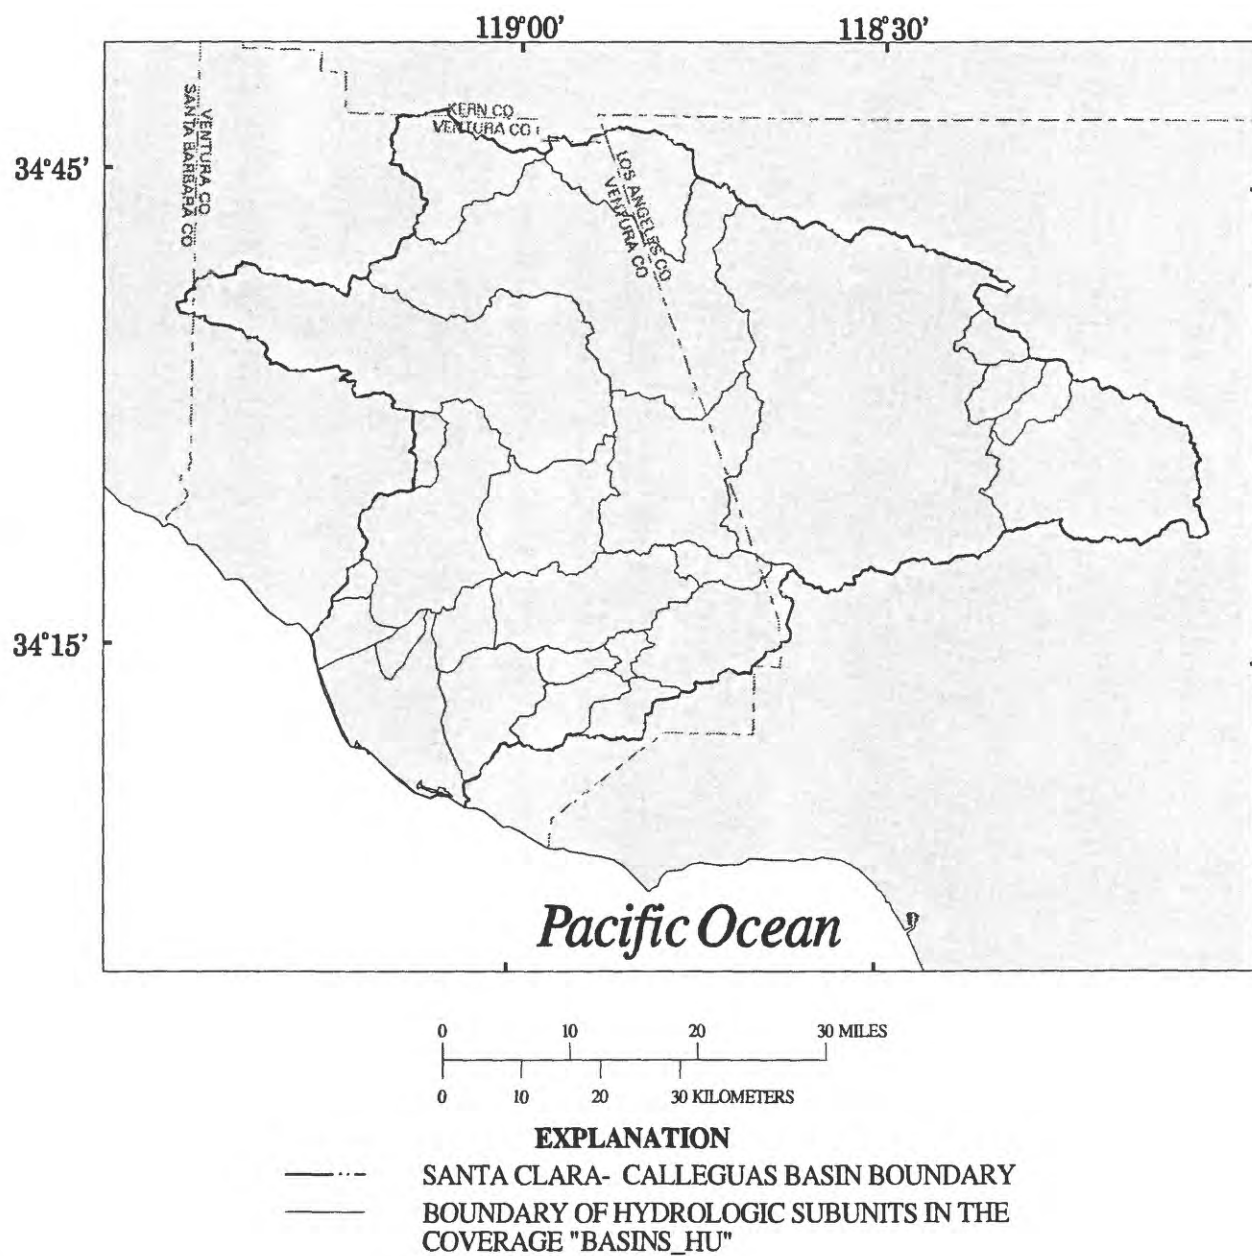 119°00' 118°30'
KERN CO
VENTURA CO
34°45'
VENTURA CO
SANTA BARBARA CO
LOS ANGELES CO
VENTURA CO
34°15'
Pacific Ocean
0 10 20 30 MILES
0 10 20 30 KILOMETERS
EXPLANATION
SANTA CLARA- CALLEGUAS BASIN BOUNDARY
BOUNDARY OF HYDROLOGIC SUBUNITS IN THE
COVERAGE "BASINS_HU"